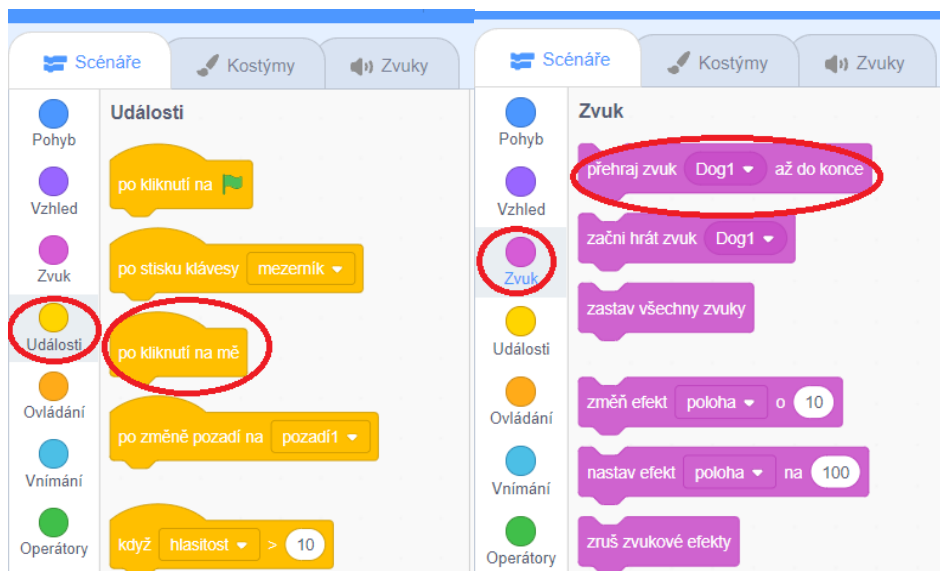 Scénáře
Kostýmy
Zvuky
Pohyb
Vzhled
Zvuk
Události
Ovládání
Vnímání
Operátory
Události
po kliknutí na
po stisku klávesy mezerník
po kliknutí na mě
po změně pozadí na pozadí1
když hlasitost > 10
Scénáře
Kostýmy
Zvuky
Pohyb
Vzhled
Zvuk
Události
Ovládání
Vnímání
Operátory
Zvuk
přehraj zvuk Dog1 až do konce
začni hrát zvuk Dog1
zastav všechny zvuky
změň efekt poloha o 10
nastav efekt poloha na 100
zruš zvukové efekty